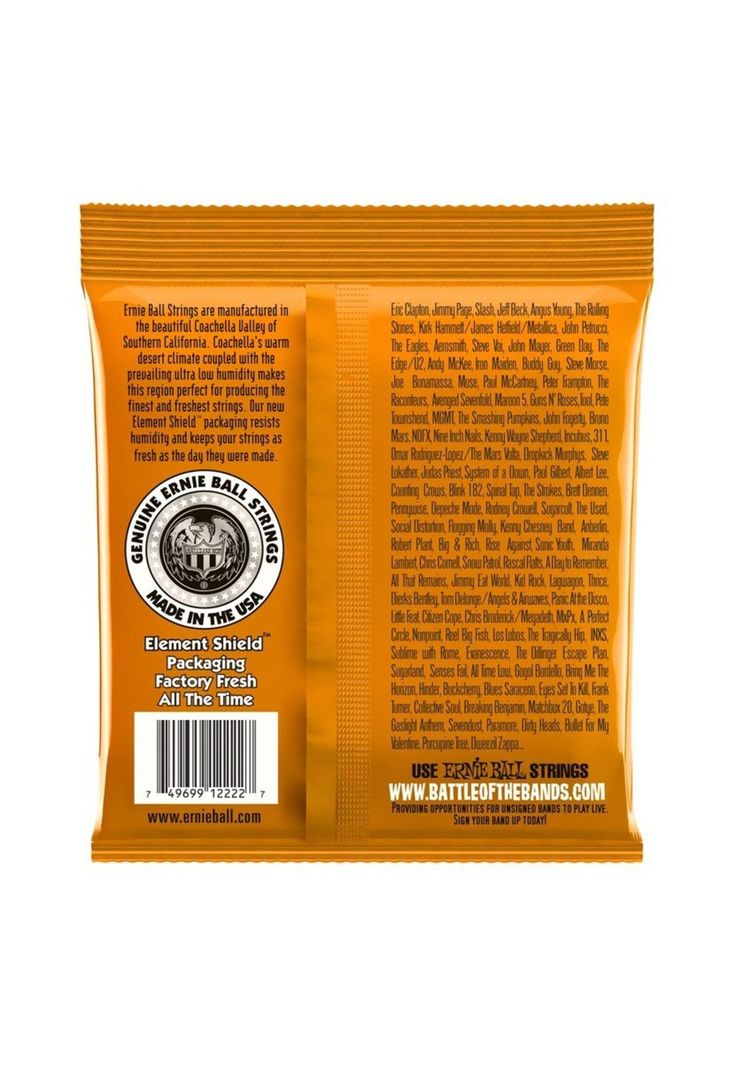 Ernie Ball Strings are manufactured in
the beautiful Coachella Valley of
Southern California. Coachella's warm
desert climate coupled with the
prevailing ultra low humidity makes
this region perfect for producing the
finest and freshest strings. Our new
Element Shield™ packaging resists
humidity and keeps your strings as
fresh as the day they were made.
GENUINE ERNIE BALL STRINGS
MADE IN THE USA
Element Shield™
Packaging
Factory Fresh
All The Time
7 49699 12222 7
www.ernieball.com
Eric Clapton, Jimmy Page, Slash, Jeff Beck, Angus Young, The Rolling
Stones, Kirk Hammett/James Hetfield/Metallica, John Petrucci,
The Eagles, Aerosmith, Steve Vai, John Mayer, Green Day, The
Edge/U2, Andy McKee, Iron Maiden, Buddy Guy, Steve Morse,
Joe Bonamassa, Muse, Paul McCartney, Peter Frampton, The
Raconteurs, Avenged Sevenfold, Maroon 5, Guns N' Roses, Tool, Pete
Townshend, MGMT, The Smashing Pumpkins, John Fogerty, Bruno
Mars, NOFX, Nine Inch Nails, Kenny Wayne Shepherd, Incubus, 311,
Omar Rodriguez-Lopez/The Mars Volta, Dropkick Murphys, Steve
Lukather, Judas Priest, System of a Down, Paul Gilbert, Albert Lee,
Counting Crows, Blink 182, Spinal Tap, The Strokes, Brett Dennen,
Pennywise, Depeche Mode, Rodney Crowell, Sugarcult, The Used,
Social Distortion, Flogging Molly, Kenny Chesney Band, Anberlin,
Robert Plant, Big & Rich, Rise Against, Sonic Youth, Miranda
Lambert, Chris Cornell, Snow Patrol, Rascal Flatts, A Day to Remember,
All That Remains, Jimmy Eat World, Kid Rock, Lagwagon, Thrice,
Dierks Bentley, Tom Delonge/Angels & Airwaves, Panic At the Disco,
Little Feat, Citizen Cope, Chris Broderick/Megadeth, MxPx, A Perfect
Circle, Nonpoint, Reel Big Fish, Los Lobos, The Tragically Hip, INXS,
Sublime with Rome, Evanescence, The Dillinger Escape Plan,
Sugarland, Senses Fail, All Time Low, Gogol Bordello, Bring Me The
Horizon, Hinder, Buckcherry, Blues Saraceno, Eyes Set To Kill, Frank
Turner, Collective Soul, Breaking Benjamin, Matchbox 20, Gotye, The
Gaslight Anthem, Sevendust, Paramore, Dirty Heads, Bullet For My
Valentine, Porcupine Tree, Dweezil Zappa...
USE ERNIE BALL STRINGS
WWW.BATTLEOFTHEBANDS.COM
PROVIDING OPPORTUNITIES FOR UNSIGNED BANDS TO PLAY LIVE.
SIGN YOUR BAND UP TODAY!